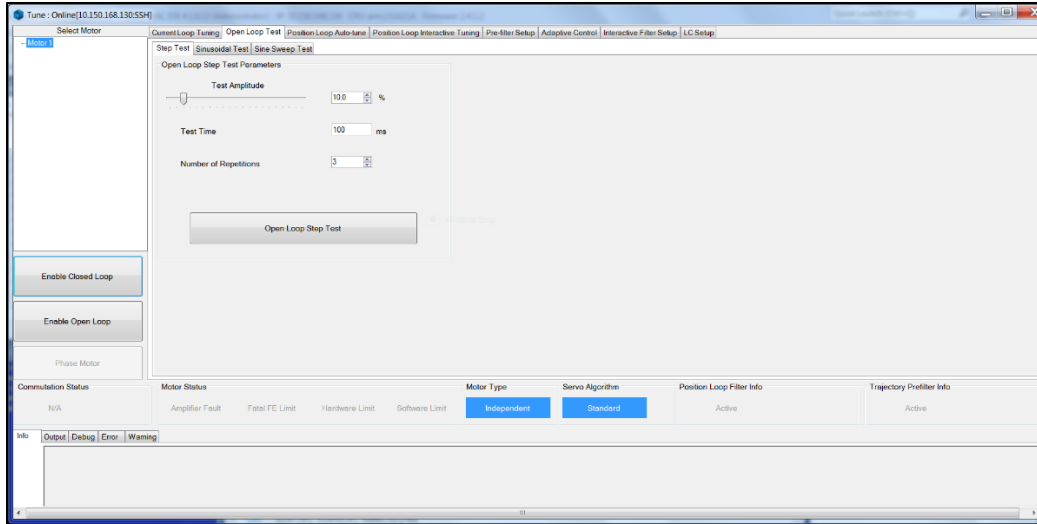 Tune : Online[10.150.168.130:SSH]
Select Motor
Motor 1
Current Loop Tuning Open Loop Test Position Loop Auto-tune Position Loop Interactive Tuning Pre-filter Setup Adaptive Control Interactive Filter Setup LC Setup
Step Test Sinusoidal Test Sine Sweep Test
Open Loop Step Test Parameters
Test Amplitude
10.0 %
Test Time 100 ms
Number of Repetitions 3
Open Loop Step Test
Enable Closed Loop
Enable Open Loop
Phase Motor
Commutation Status Motor Status Motor Type Servo Algorithm Position Loop Filter Info Trajectory Prefilter Info
N/A Amplifier Fault Fatal FE Limit Hardware Limit Software Limit Independent Standard Active Active
Info Output Debug Error Warning